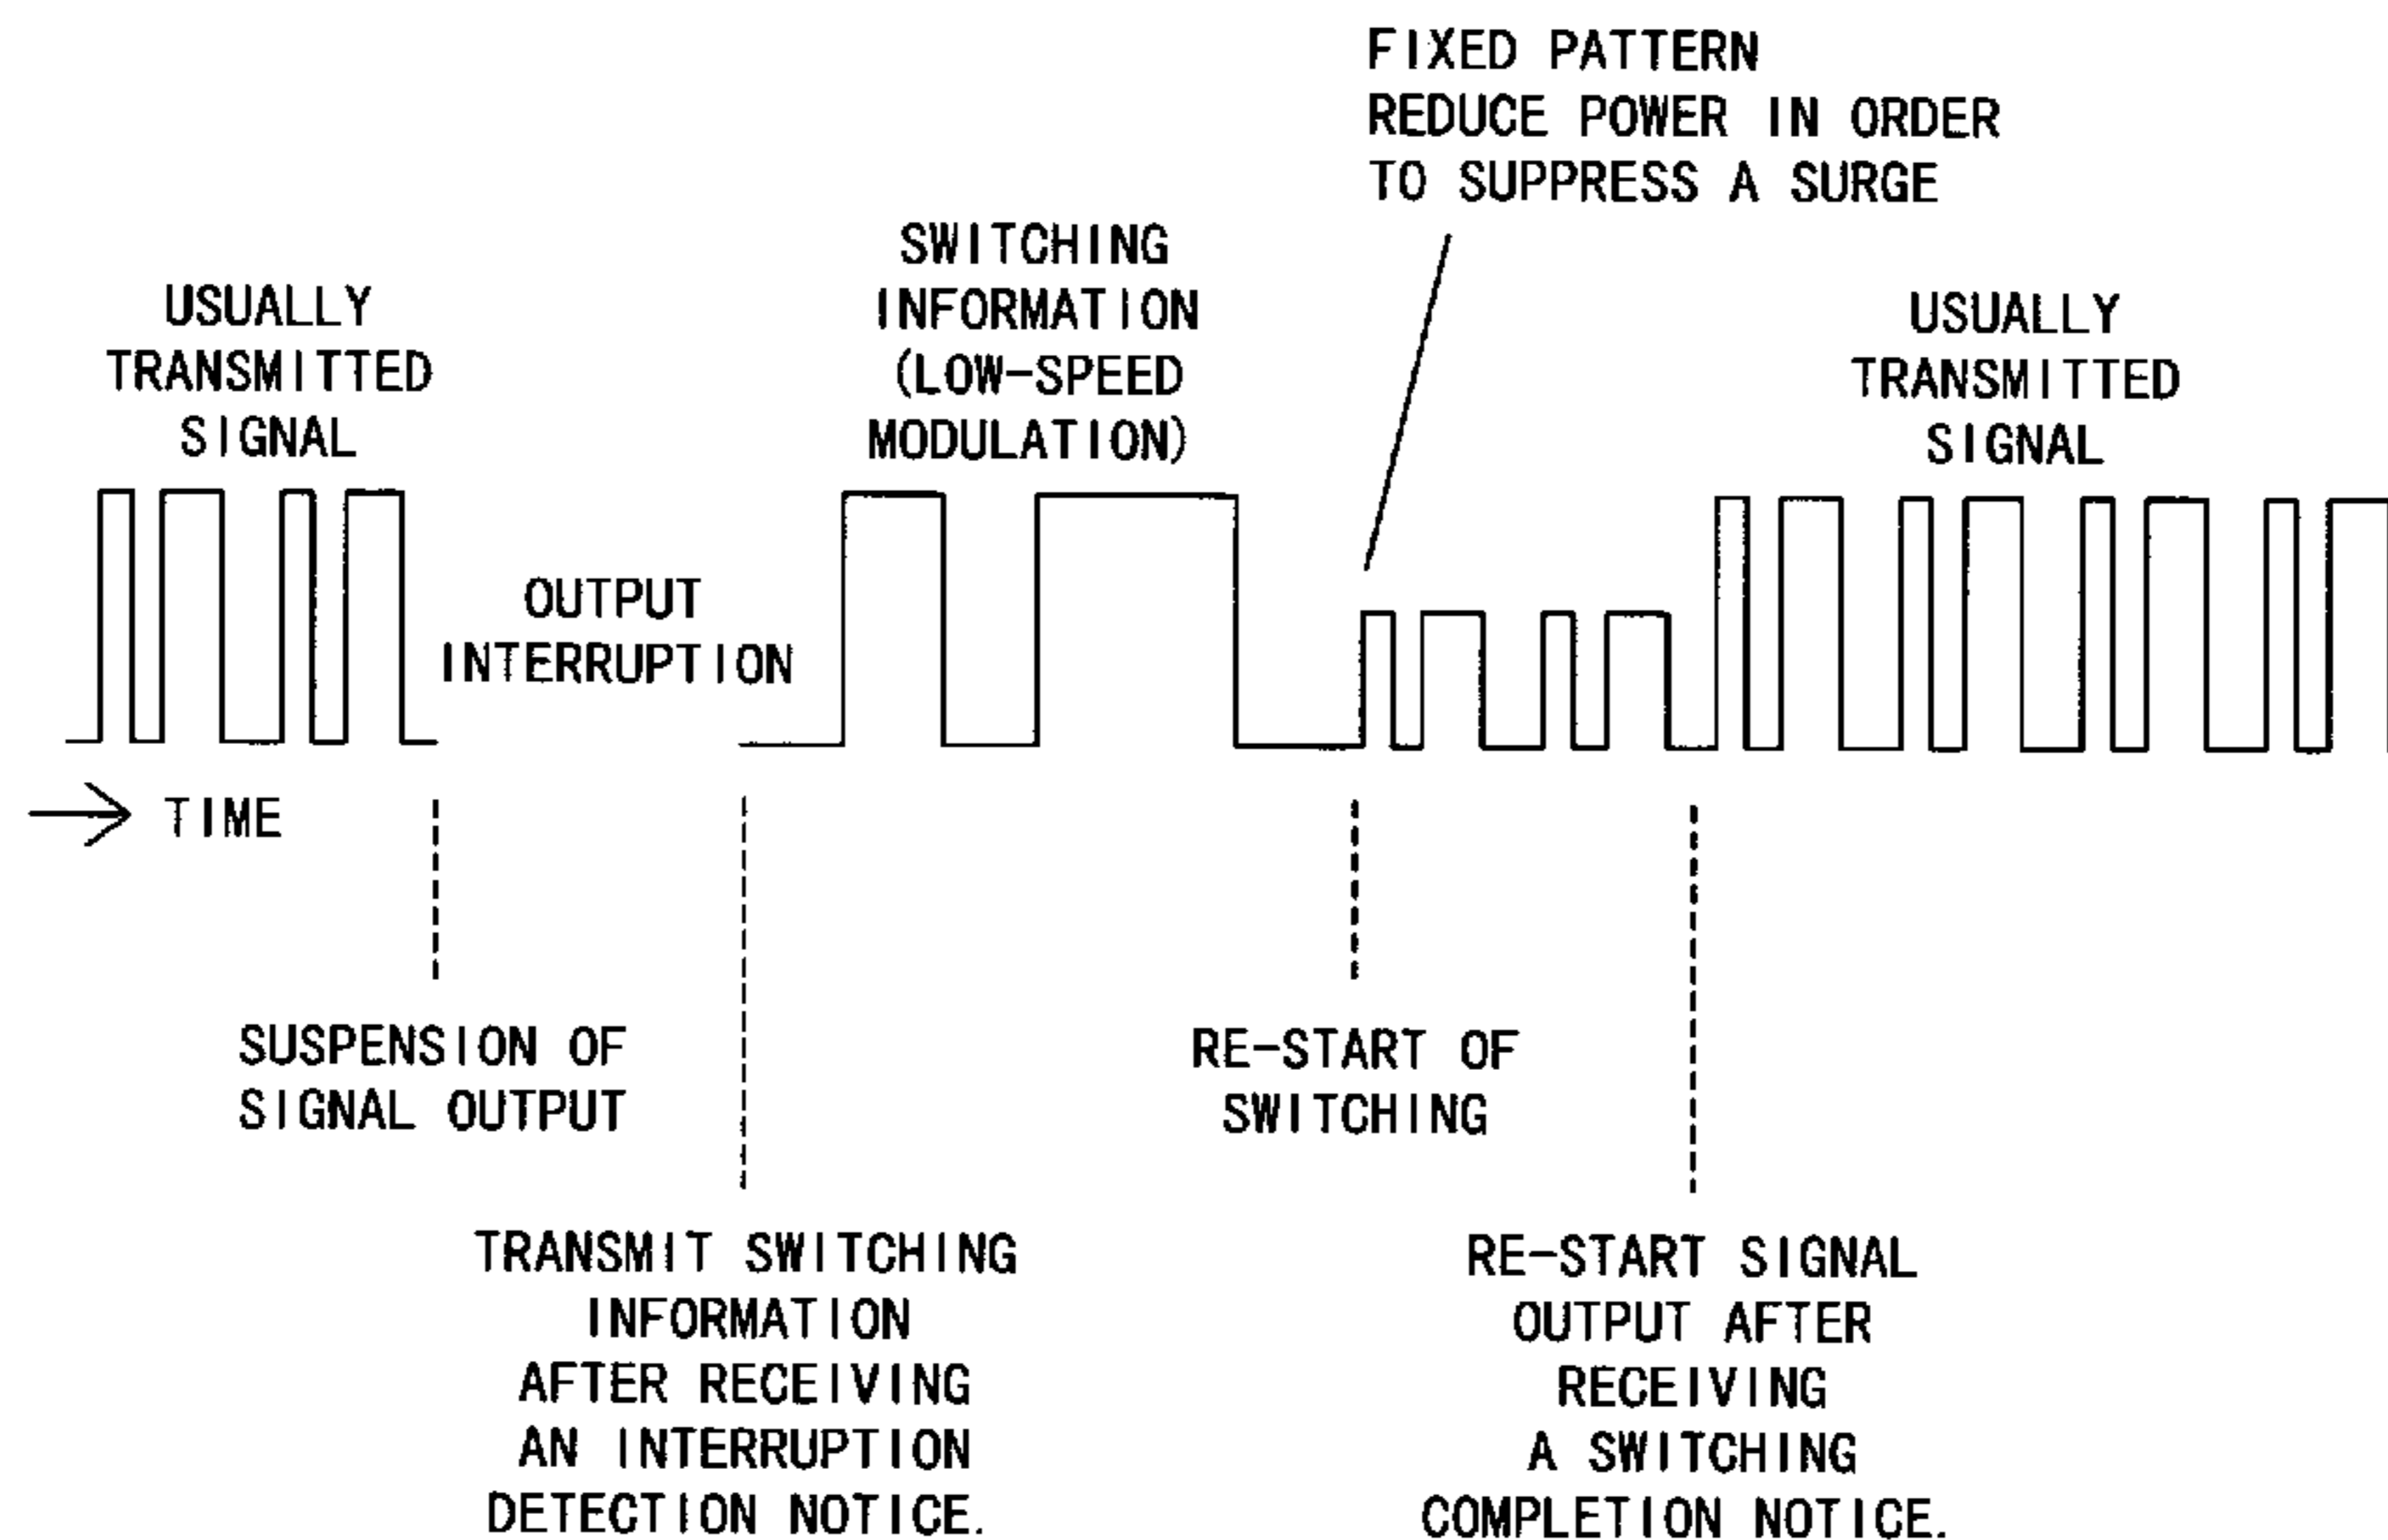 FIXED PATTERN
REDUCE POWER IN ORDER
TO SUPPRESS A SURGE
SWITCHING
INFORMATION
(LOW-SPEED
MODULATION)
USUALLY
TRANSMITTED
SIGNAL
USUALLY
TRANSMITTED
SIGNAL
OUTPUT
INTERRUPTION
TIME
SUSPENSION OF
SIGNAL OUTPUT
RE-START OF
SWITCHING
TRANSMIT SWITCHING
INFORMATION
AFTER RECEIVING
AN INTERRUPTION
DETECTION NOTICE.
RE-START SIGNAL
OUTPUT AFTER
RECEIVING
A SWITCHING
COMPLETION NOTICE.